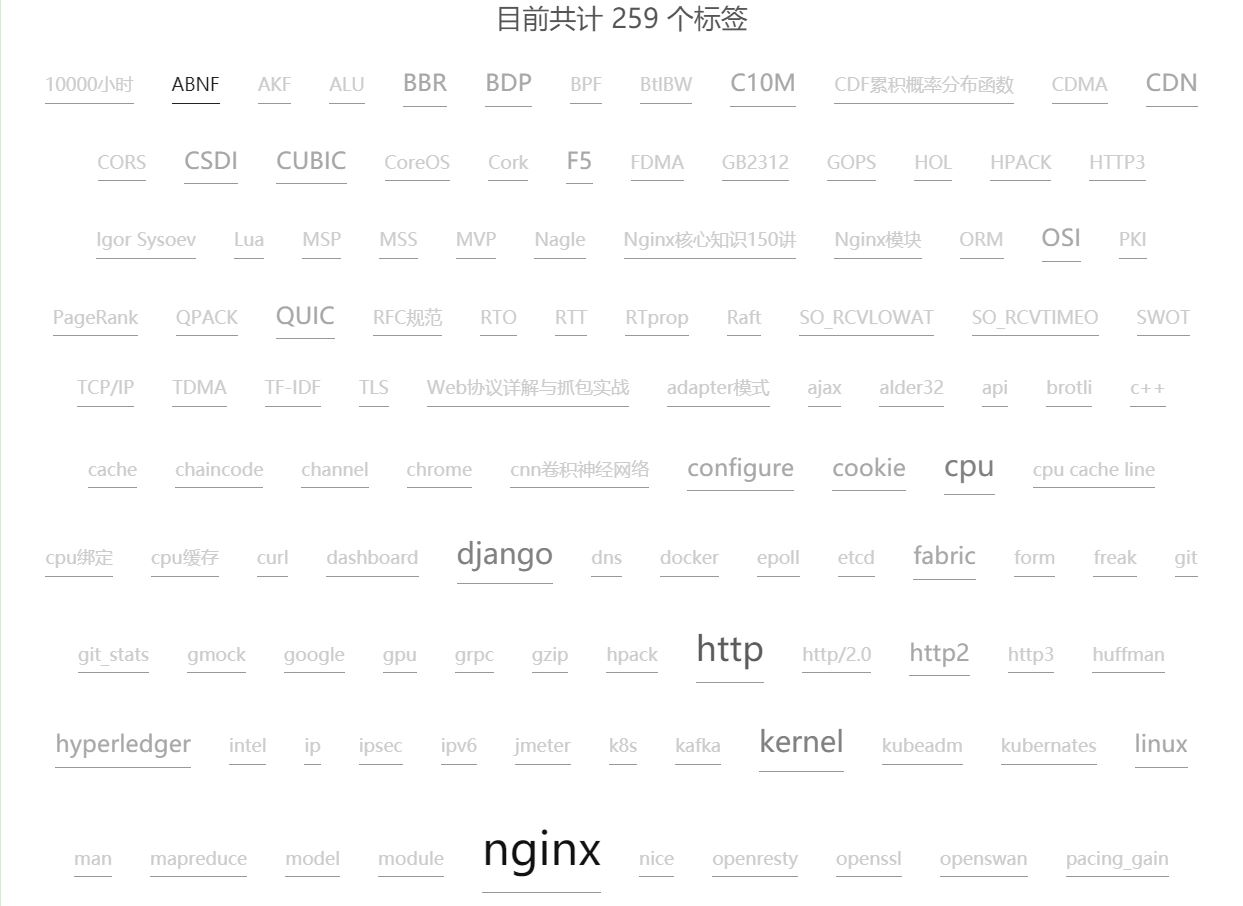 目前共计 259 个标签
10000小时 ABNF AKF ALU BBR BDP BPF BtlBW C10M CDF累积概率分布函数 CDMA CDN
CORS CSDI CUBIC CoreOS Cork F5 FDMA GB2312 GOPS HOL HPACK HTTP3
Igor Sysoev Lua MSP MSS MVP Nagle Nginx核心知识150讲 Nginx模块 ORM OSI PKI
PageRank QPACK QUIC RFC规范 RTO RTT RTprop Raft SO_RCVLOWAT SO_RCVTIMEO SWOT
TCP/IP TDMA TF-IDF TLS Web协议详解与抓包实战 adapter模式 ajax alder32 api brotli c++
cache chaincode channel chrome cnn卷积神经网络 configure cookie cpu cpu cache line
cpu绑定 cpu缓存 curl dashboard django dns docker epoll etcd fabric form freak git
git_stats gmock google gpu grpc gzip hpack http http/2.0 http2 http3 huffman
hyperledger intel ip ipsec ipv6 jmeter k8s kafka kernel kubeadm kubernates linux
man mapreduce model module nginx nice openresty openssl openswan pacing_gain